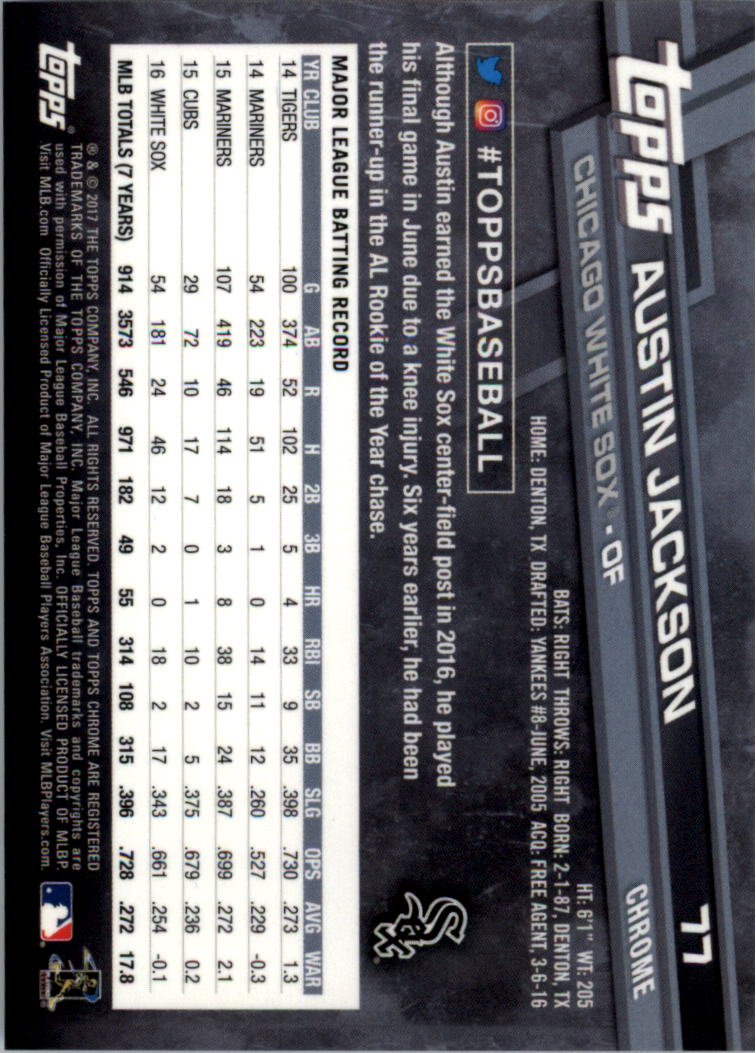 topps AUSTIN JACKSON 77
CHICAGO WHITE SOX® - OF CHROME
HT: 6'1" WT: 205
BATS: RIGHT THROWS: RIGHT BORN: 2-1-87, DENTON, TX
HOME: DENTON, TX DRAFTED: YANKEES #8-JUNE, 2005 ACQ: FREE AGENT, 3-6-16
#TOPPSBASEBALL
Sox
Although Austin earned the White Sox center-field post in 2016, he played
his final game in June due to a knee injury. Six years earlier, he had been
the runner-up in the AL Rookie of the Year chase.
MAJOR LEAGUE BATTING RECORD
YR CLUB G AB R H 2B 3B HR RBI SB BB SLG OPS AVG WAR
14 TIGERS 100 374 52 102 25 5 4 33 9 35 .398 .730 .273 1.3
14 MARINERS 54 223 19 51 5 1 0 14 11 12 .260 .527 .229 -0.3
15 MARINERS 107 419 46 114 18 3 8 38 15 24 .387 .699 .272 2.1
15 CUBS 29 72 10 17 7 0 1 10 2 5 .375 .679 .236 0.2
16 WHITE SOX 54 181 24 46 12 2 0 18 2 17 .343 .661 .254 -0.1
MLB TOTALS (7 YEARS) 914 3573 546 971 182 49 55 314 108 315 .396 .728 .272 17.8
topps®
® & © 2017 THE TOPPS COMPANY, INC. ALL RIGHTS RESERVED. TOPPS AND TOPPS CHROME ARE REGISTERED
TRADEMARKS OF THE TOPPS COMPANY, INC. Major League Baseball trademarks and copyrights are
used with permission of Major League Baseball Properties, Inc. OFFICIALLY LICENSED PRODUCT OF MLBP.
Visit MLB.com Officially Licensed Product of Major League Baseball Players Association. Visit MLBPlayers.com.